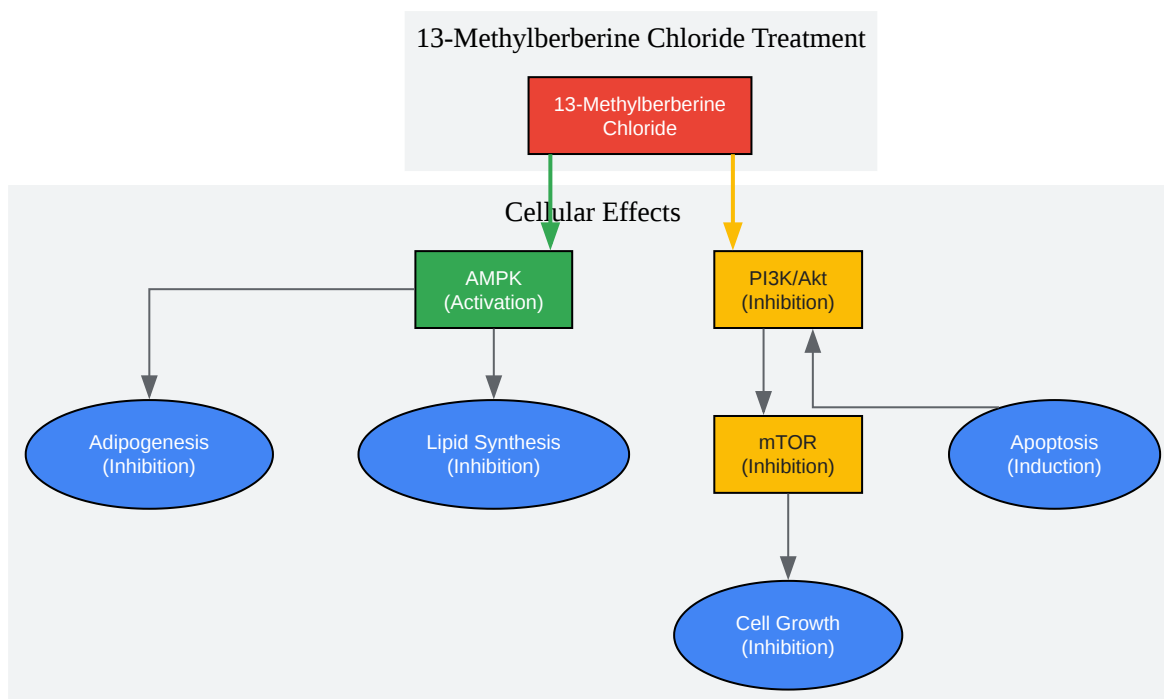 13-Methylberberine Chloride Treatment
13-Methylberberine
Chloride
Cellular Effects
AMPK
(Activation)
PI3K/Akt
(Inhibition)
Adipogenesis
(Inhibition)
Lipid Synthesis
(Inhibition)
mTOR
(Inhibition)
Apoptosis
(Induction)
Cell Growth
(Inhibition)